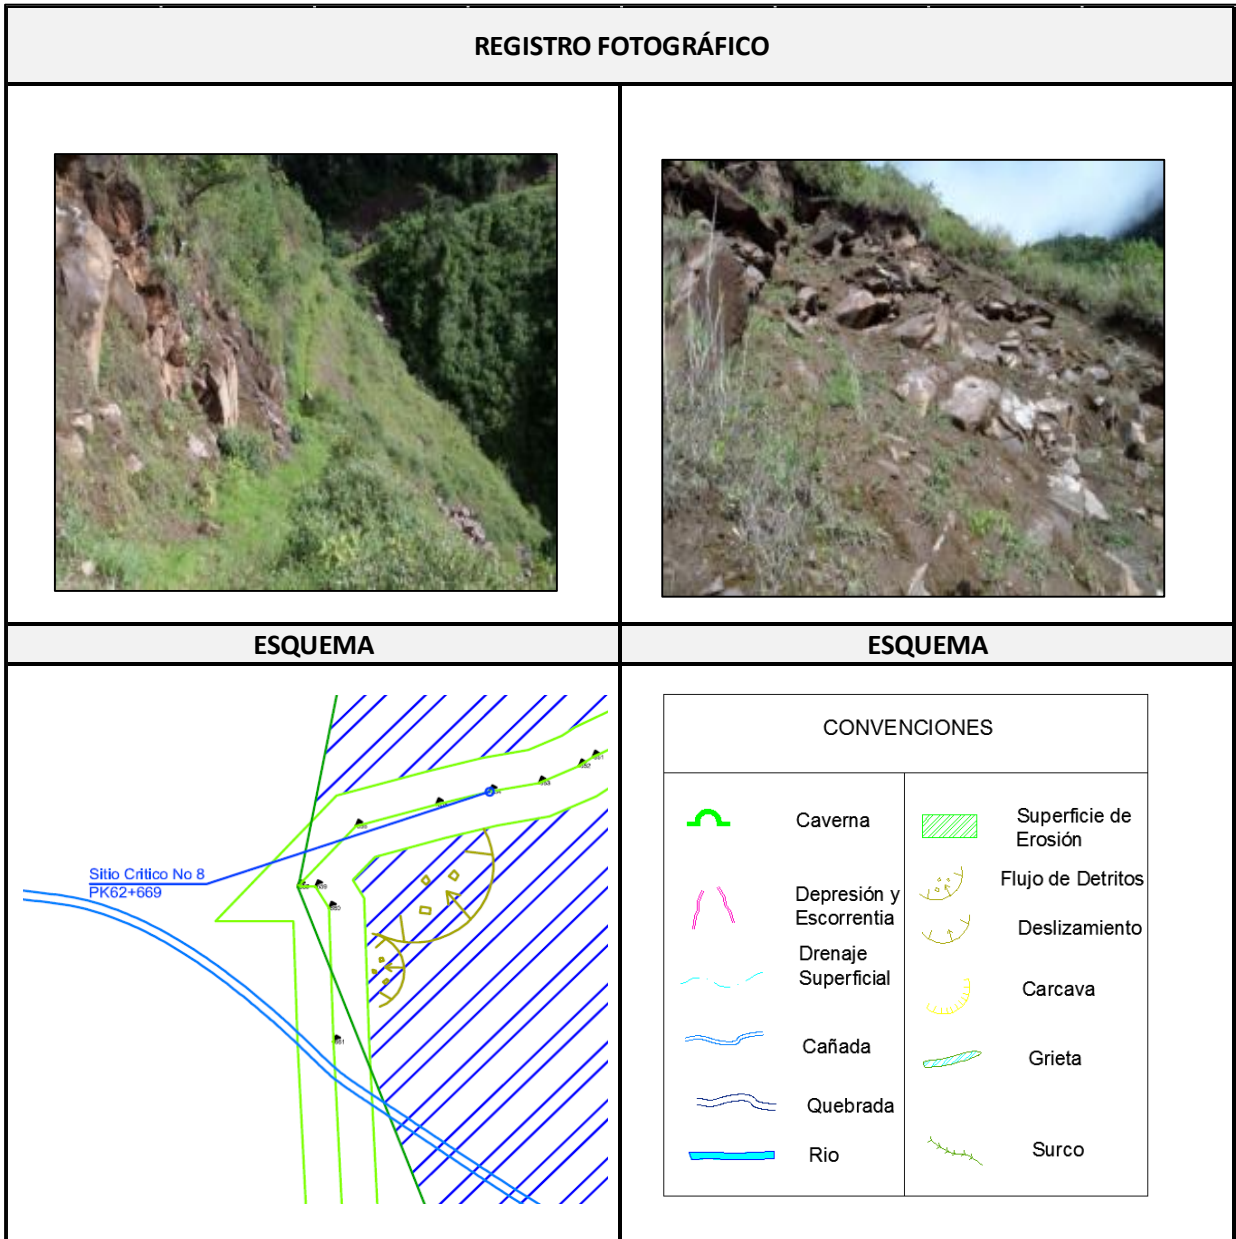 REGISTRO FOTOGRÁFICO
ESQUEMA
ESQUEMA
Sitio Critico No 8
PK62+669
CONVENCIONES
Caverna
Depresión y
Escorrentia
Drenaje
Superficial
Cañada
Quebrada
Rio
Superficie de
Erosión
Flujo de Detritos
Deslizamiento
Carcava
Grieta
Surco